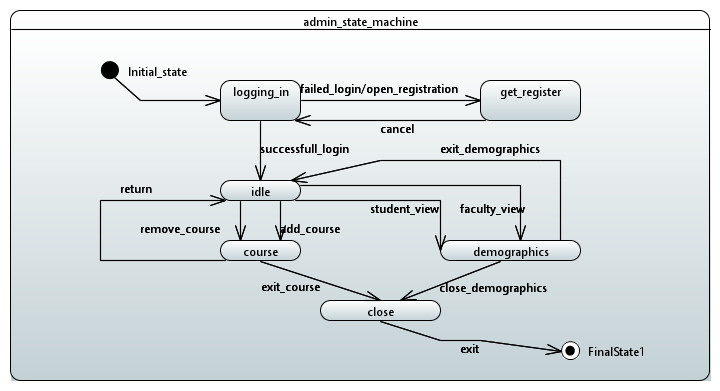 admin_state_machine
Initial_state
logging_in
failed_login/open_registration
get_register
cancel
successfull_login
exit_demographics
return
idle
student_view
faculty_view
remove_course
add_course
course
demographics
exit_course
close_demographics
close
exit
FinalState1